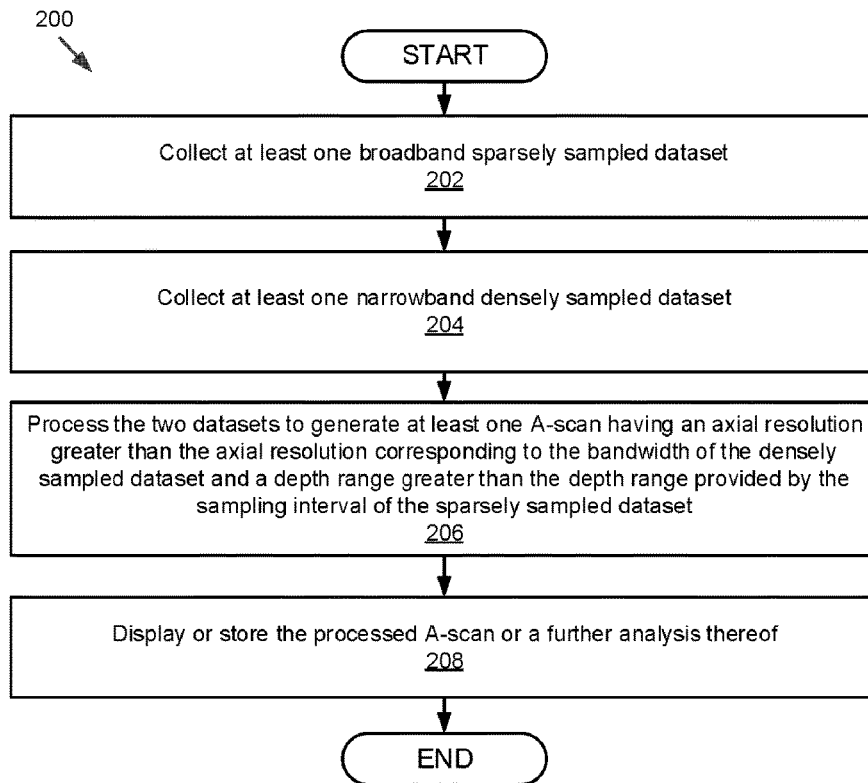 200
START
Collect at least one broadband sparsely sampled dataset
202
Collect at least one narrowband densely sampled dataset
204
Process the two datasets to generate at least one A-scan having an axial resolution
greater than the axial resolution corresponding to the bandwidth of the densely
sampled dataset and a depth range greater than the depth range provided by the
sampling interval of the sparsely sampled dataset
206
Display or store the processed A-scan or a further analysis thereof
208
END